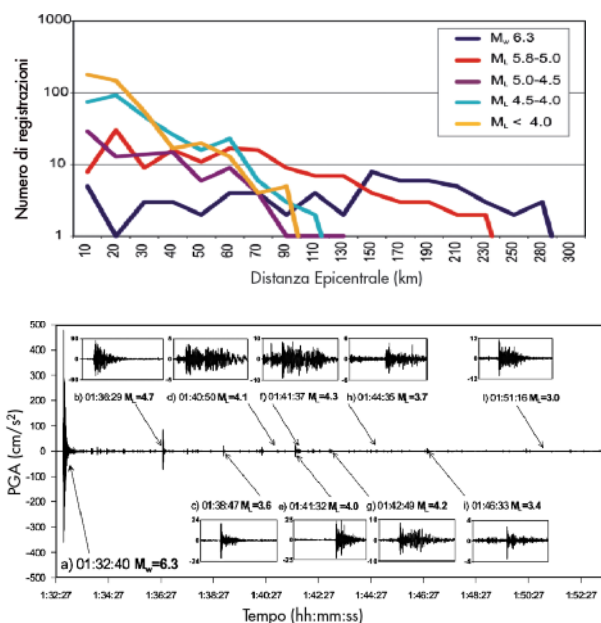 1000
100
10
1
Numero di registrazioni
Mw 6.3
ML 5.8-5.0
ML 5.0-4.5
ML 4.5-4.0
ML < 4.0
10 20 30 40 50 60 70 90 110 130 150 170 190 210 230 250 280 300
Distanza Epicentrale (km)
500
400
300
200
100
0
-100
-200
-300
-400
-500
PGA (cm/s²)
b) 01:36:29 ML=4.7
d) 01:40:50 ML=4.1
f) 01:41:37 ML=4.3
h) 01:44:35 ML=3.7
l) 01:51:16 ML=3.0
c) 01:38:47 ML=3.6
e) 01:41:32 ML=4.0
g) 01:42:49 ML=4.2
i) 01:46:33 ML=3.4
a) 01:32:40 Mw=6.3
1:32:27 1:34:27 1:36:27 1:38:27 1:40:27 1:42:27 1:44:27 1:46:27 1:48:27 1:50:27 1:52:27
Tempo (hh:mm:ss)